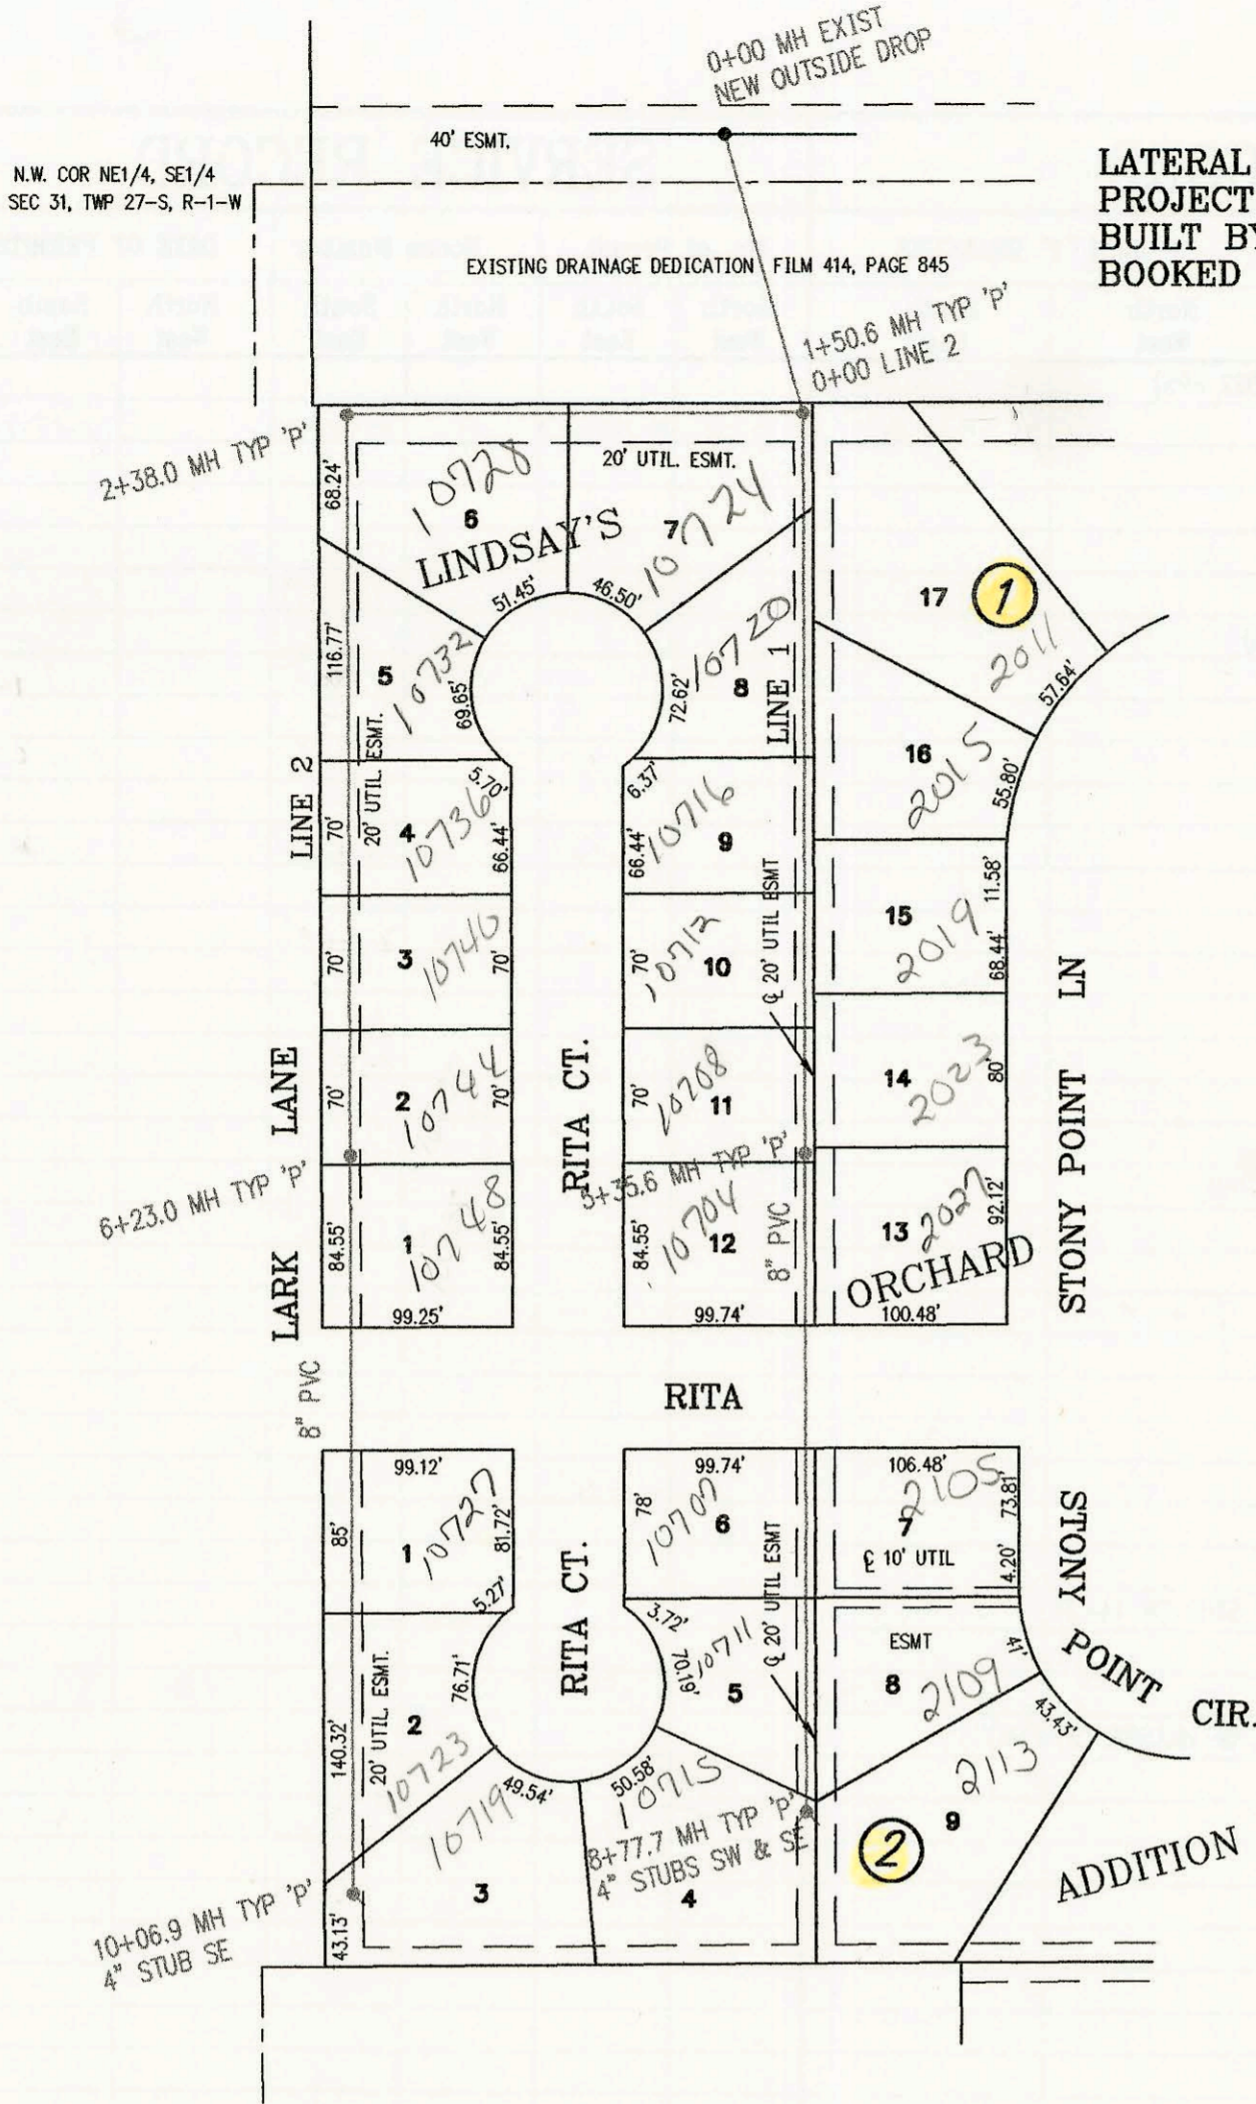 0+00 MH EXIST
NEW OUTSIDE DROP
40' ESMT.
N.W. COR NE1/4, SE1/4
SEC 31, TWP 27-S, R-1-W
LATERAL
PROJECT
BUILT BY
BOOKED
EXISTING DRAINAGE DEDICATION FILM 414, PAGE 845
1+50.6 MH TYP 'P'
0+00 LINE 2
2+38.0 MH TYP 'P'
68.24'
10728
6
20' UTIL. ESMT.
10724
7
LINDSAY'S
51.45'
46.50'
17
1
2011
57.64'
116.77'
5
10732
69.65'
72.62'
10720
8
LINE 1
16
2015
55.80'
LINE 2
20' UTIL. ESMT.
5.70'
6.37'
70'
4
10736
66.44'
66.44'
10716
9
11.58'
15
2019
68.44'
70'
3
10740
70'
70'
10712
10
₵ 20' UTIL ESMT
STONY POINT LN
LARK LANE
RITA CT.
70'
2
10744
70'
70'
10708
11
14
2023
80'
6+23.0 MH TYP 'P'
5+35.6 MH TYP 'P'
84.55'
1
10748
84.55'
84.55'
10704
12
8" PVC
13
2027
92.12'
ORCHARD
99.25'
99.74'
100.48'
8" PVC
RITA
99.12'
99.74'
106.48'
85'
1
10727
81.72'
78'
10707
6
2105
7
73.81'
₵ 10' UTIL
4.20'
5.27'
RITA CT.
3.72'
₵ 20' UTIL ESMT
STONY
POINT
CIR.
140.32'
20' UTIL. ESMT.
2
10723
76.71'
70.19'
10711
5
ESMT
8
2109
41'
43.43'
49.54'
50.58'
10719
3
10715
4
8+77.7 MH TYP 'P'
4" STUBS SW & SE
2113
9
2
ADDITION
10+06.9 MH TYP 'P'
4" STUB SE
43.13'